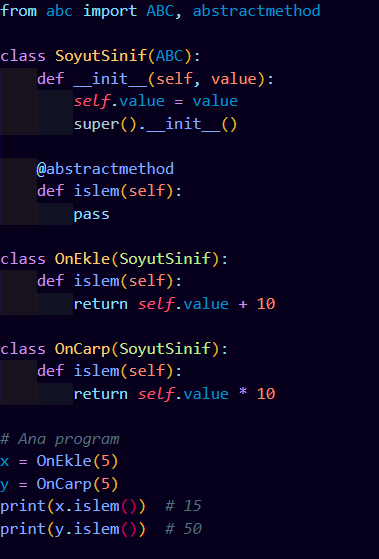 from abc import ABC, abstractmethod

class SoyutSinif(ABC):
    def __init__(self, value):
        self.value = value
        super().__init__()

    @abstractmethod
    def islem(self):
        pass

class OnEkle(SoyutSinif):
    def islem(self):
        return self.value + 10

class OnCarp(SoyutSinif):
    def islem(self):
        return self.value * 10

# Ana program
x = OnEkle(5)
y = OnCarp(5)
print(x.islem())  # 15
print(y.islem())  # 50